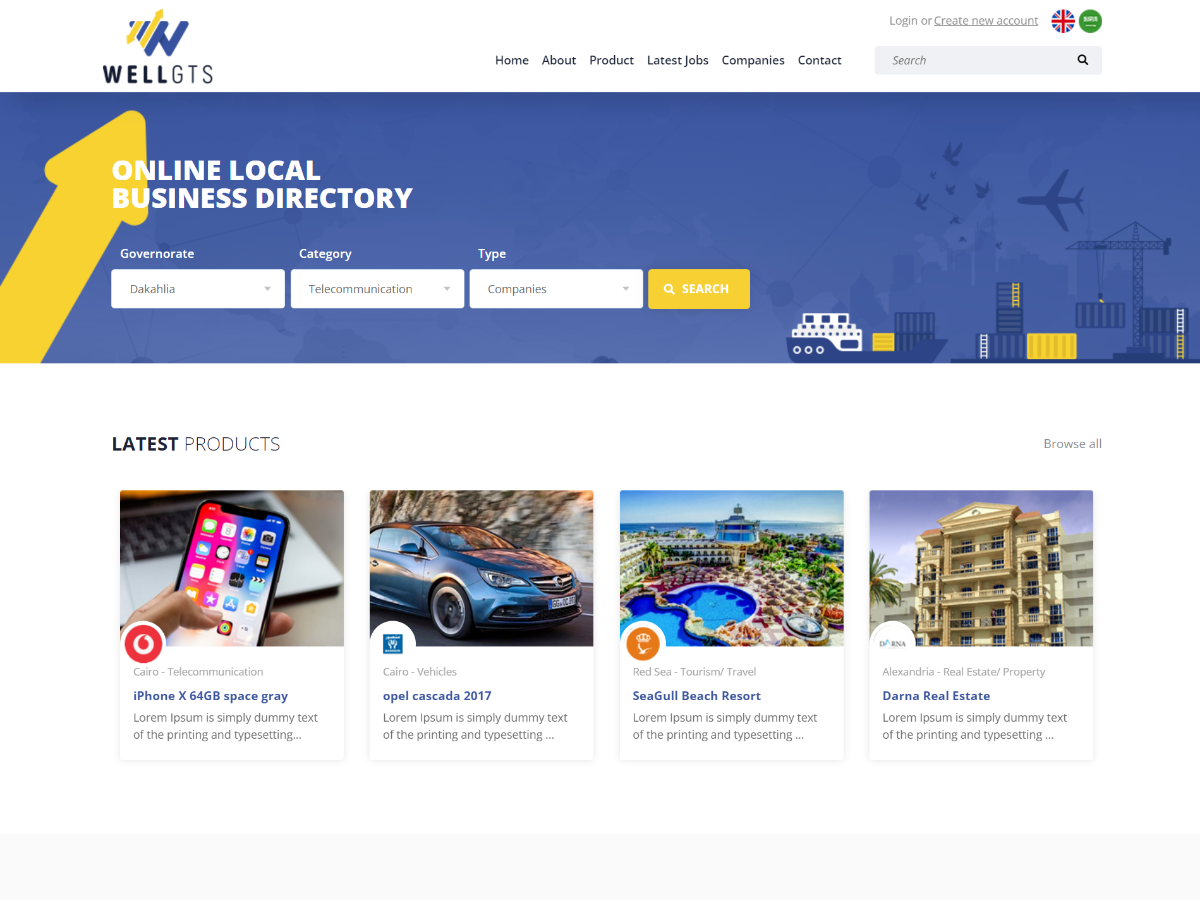 Login or Create new account
WELLGTS
Home About Product Latest Jobs Companies Contact
Search
ONLINE LOCAL
BUSINESS DIRECTORY
Governorate Category Type
Dakahlia Telecommunication Companies SEARCH
LATEST PRODUCTS
Browse all
Cairo - Telecommunication
iPhone X 64GB space gray
Lorem Ipsum is simply dummy text
of the printing and typesetting...
Cairo - Vehicles
opel cascada 2017
Lorem Ipsum is simply dummy text
of the printing and typesetting ...
Red Sea - Tourism/ Travel
SeaGull Beach Resort
Lorem Ipsum is simply dummy text
of the printing and typesetting ...
DARNA
Alexandria - Real Estate/ Property
Darna Real Estate
Lorem Ipsum is simply dummy text
of the printing and typesetting ...